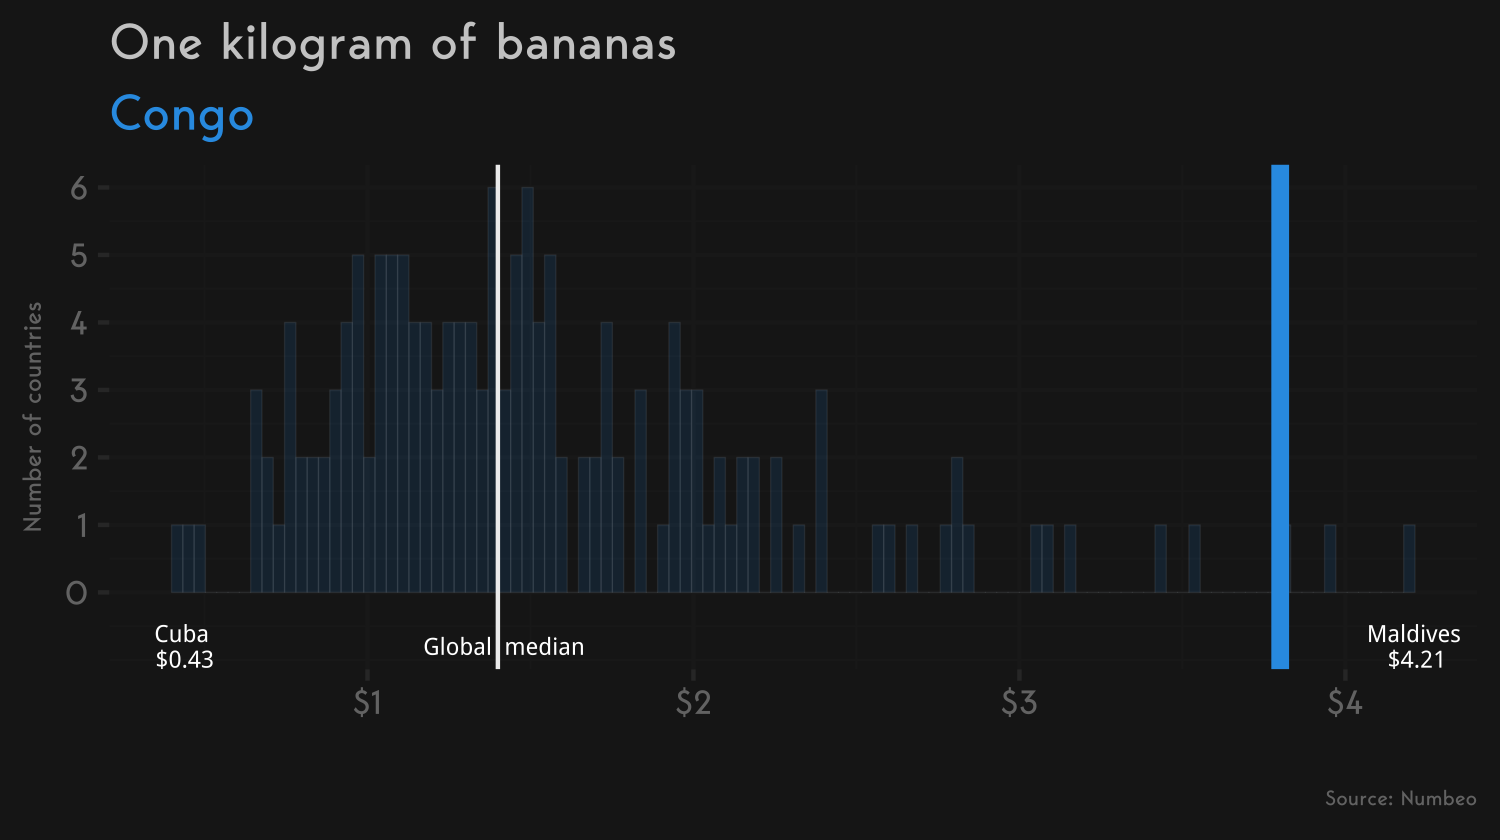 One kilogram of bananas
Congo
Number of countries
6
5
4
3
2
1
0
Cuba
$0.43
Global median
Maldives
$4.21
$1 $2 $3 $4
Source: Numbeo